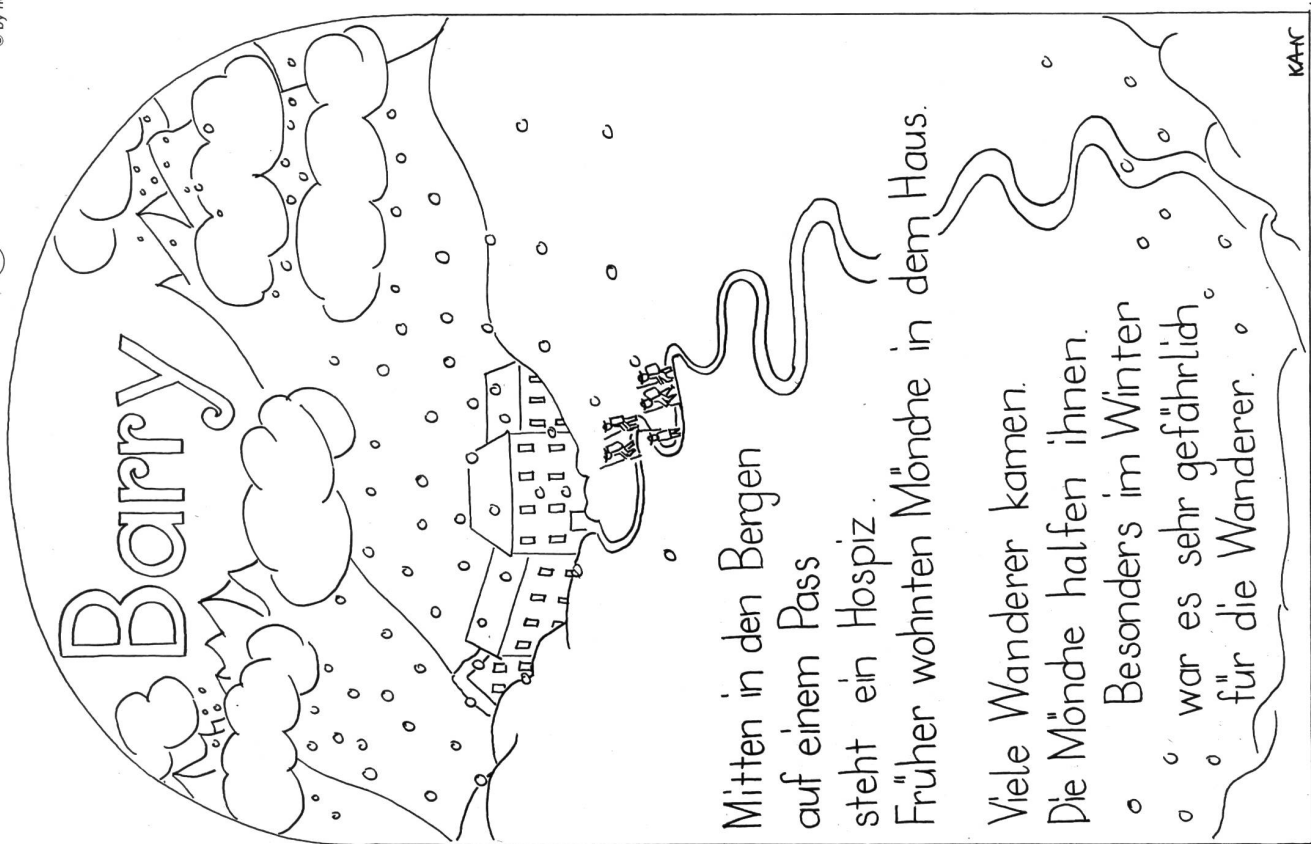 Barry
Mitten in den Bergen
auf einem Pass
steht ein Hospiz.
Früher wohnten Mönche in dem Haus.
Viele Wanderer kamen.
Die Mönche halfen ihnen.
Besonders im Winter
war es sehr gefährlich
für die Wanderer.
KA-N